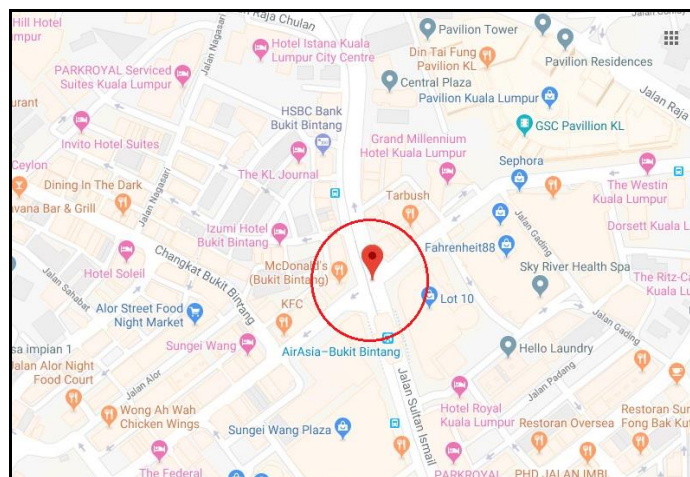 Hill Hotel
umpur
Jalan Nagasari
Jalan Raja Chulan
Hotel Istana Kuala
Lumpur City Centre
Pavilion Tower
Din Tai Fung
Pavilion KL
Pavilion Residences
PARKROYAL Serviced
Suites Kuala Lumpur
Central Plaza
Pavilion Kuala Lumpur
Jalan Raja
urant
HSBC Bank
Bukit Bintang
GSC Pavillion KL
Invito Hotel Suites
Grand Millennium
Hotel Kuala Lumpur
Sephora
Ceylon
The KL Journal
The Westin
Kuala Lumpur
Dining In The Dark
Jalan Nagasari
Tarbush
avana Bar & Grill
Izumi Hotel
Bukit Bintang
Jalan Gading
Dorsett Kuala L
Fahrenheit88
Changkat Bukit Bintang
McDonald's
(Bukit Bintang)
Sky River Health Spa
Hotel Soleil
The Ritz-Ca
Kuala Lu
Jalan Sahabat
Alor Street Food
Night Market
KFC
Lot 10
Jalan Gading
sa impian 1
Sungei Wang
AirAsia–Bukit Bintang
Hello Laundry
Jalan Alor Night
Food Court
Jalan Alor
Jalan Sultan Ismail
Jalan Padang
Wong Ah Wah
Chicken Wings
Hotel Royal
Kuala Lumpur
Restoran Sun
Fong Bak Kut
Restoran Oversea
Sungei Wang Plaza
The Federal
PARKROYAL
PHD JALAN IMBI